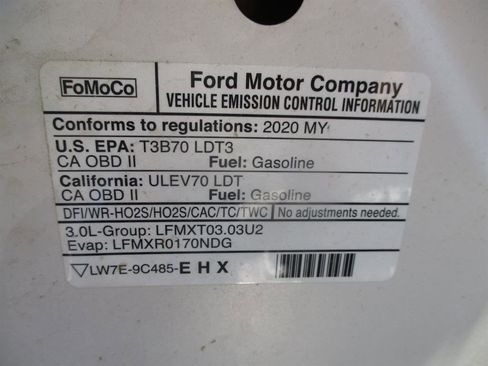 FoMoCo
Ford Motor Company
VEHICLE EMISSION CONTROL INFORMATION
Conforms to regulations: 2020 MY
U.S. EPA: T3B70 LDT3
CA OBD II Fuel: Gasoline
California: ULEV70 LDT
CA OBD II Fuel: Gasoline
DFI/WR-HO2S/HO2S/CAC/TC/TWC No adjustments needed.
3.0L-Group: LFMXT03.03U2
Evap: LFMXR0170NDG
LW7E-9C485-EHX